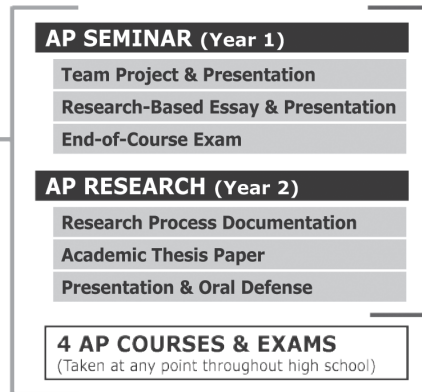 AP SEMINAR (Year 1)
Team Project & Presentation
Research-Based Essay & Presentation
End-of-Course Exam
AP RESEARCH (Year 2)
Research Process Documentation
Academic Thesis Paper
Presentation & Oral Defense
4 AP COURSES & EXAMS
(Taken at any point throughout high school)